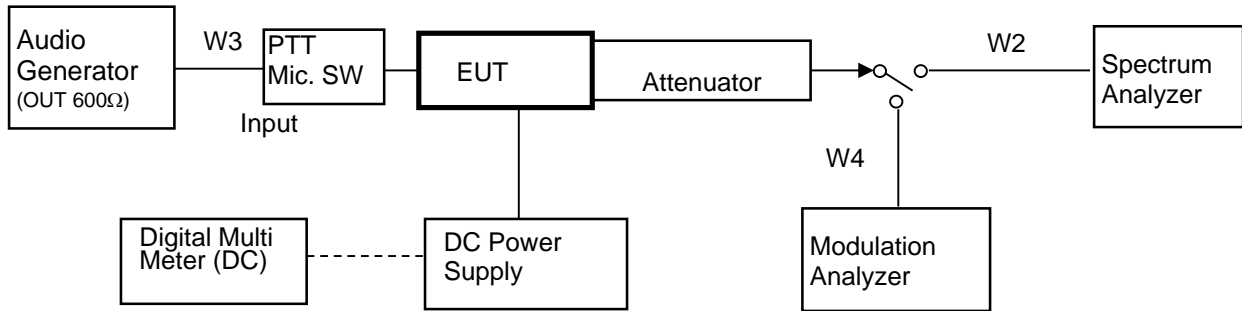 Audio
Generator
(OUT 600Ω)
W3
PTT
Mic. SW
Input
EUT
Attenuator
W2
Spectrum
Analyzer
W4
Digital Multi
Meter (DC)
DC Power
Supply
Modulation
Analyzer